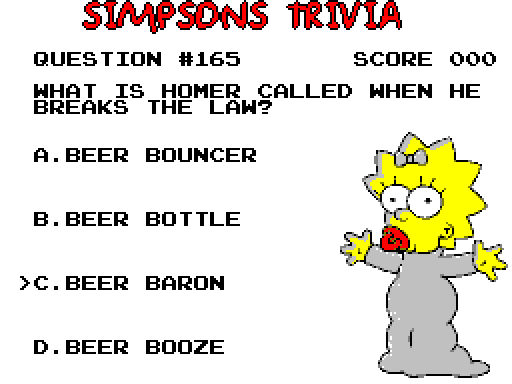 SIMPSONS TRIVIA
QUESTION #165 SCORE 000
WHAT IS HOMER CALLED WHEN HE
BREAKS THE LAW?
A.BEER BOUNCER
B.BEER BOTTLE
>C.BEER BARON
D.BEER BOOZE